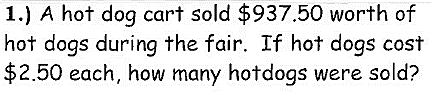 1.) A hot dog cart sold $937.50 worth of
hot dogs during the fair. If hot dogs cost
$2.50 each, how many hotdogs were sold?